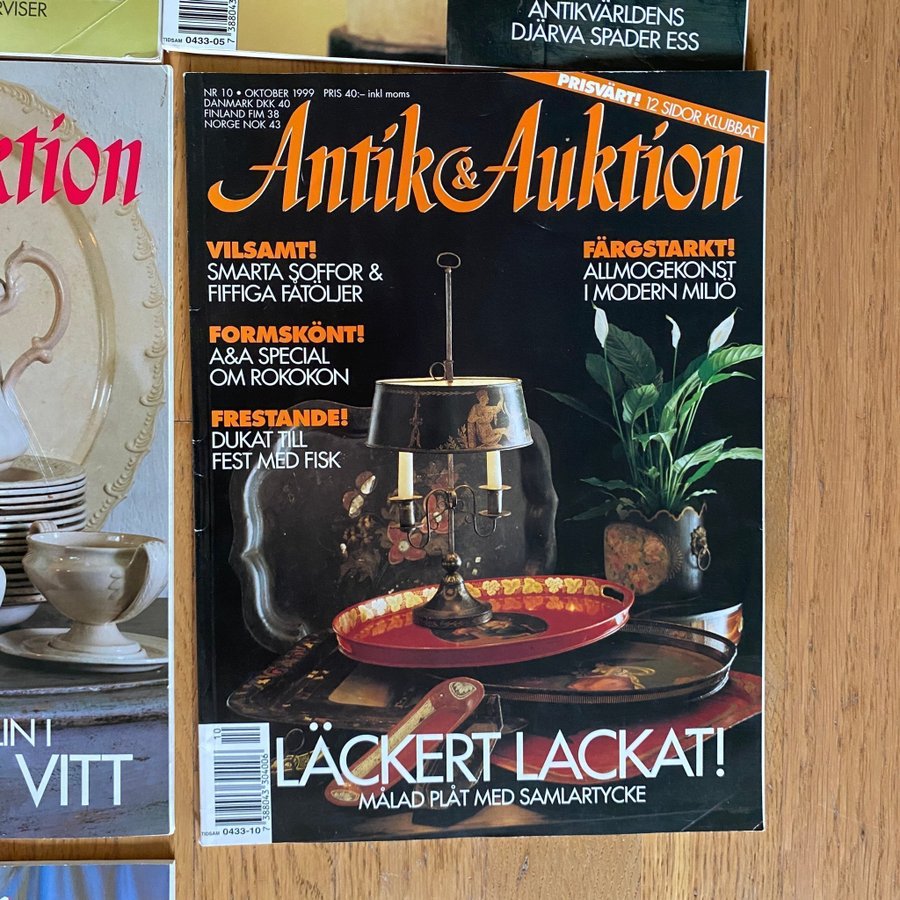 RVISER
TIDSAM 0433-05
ANTIKVÄRLDENS
DJÄRVA SPADER ESS
ktion
LIN I
VITT
NR 10 • OKTOBER 1999 PRIS 40:– inkl moms
DANMARK DKK 40
FINLAND FIM 38
NORGE NOK 43
PRISVÄRT! 12 SIDOR KLUBBAT
Antik & Auktion
VILSAMT!
SMARTA SOFFOR &
FIFFIGA FÅTÖLJER
FORMSKÖNT!
A&A SPECIAL
OM ROKOKON
FRESTANDE!
DUKAT TILL
FEST MED FISK
FÄRGSTARKT!
ALLMOGEKONST
I MODERN MILJÖ
LÄCKERT LACKAT!
MÅLAD PLÅT MED SAMLARTYCKE
10
TIDSAM 0433-10